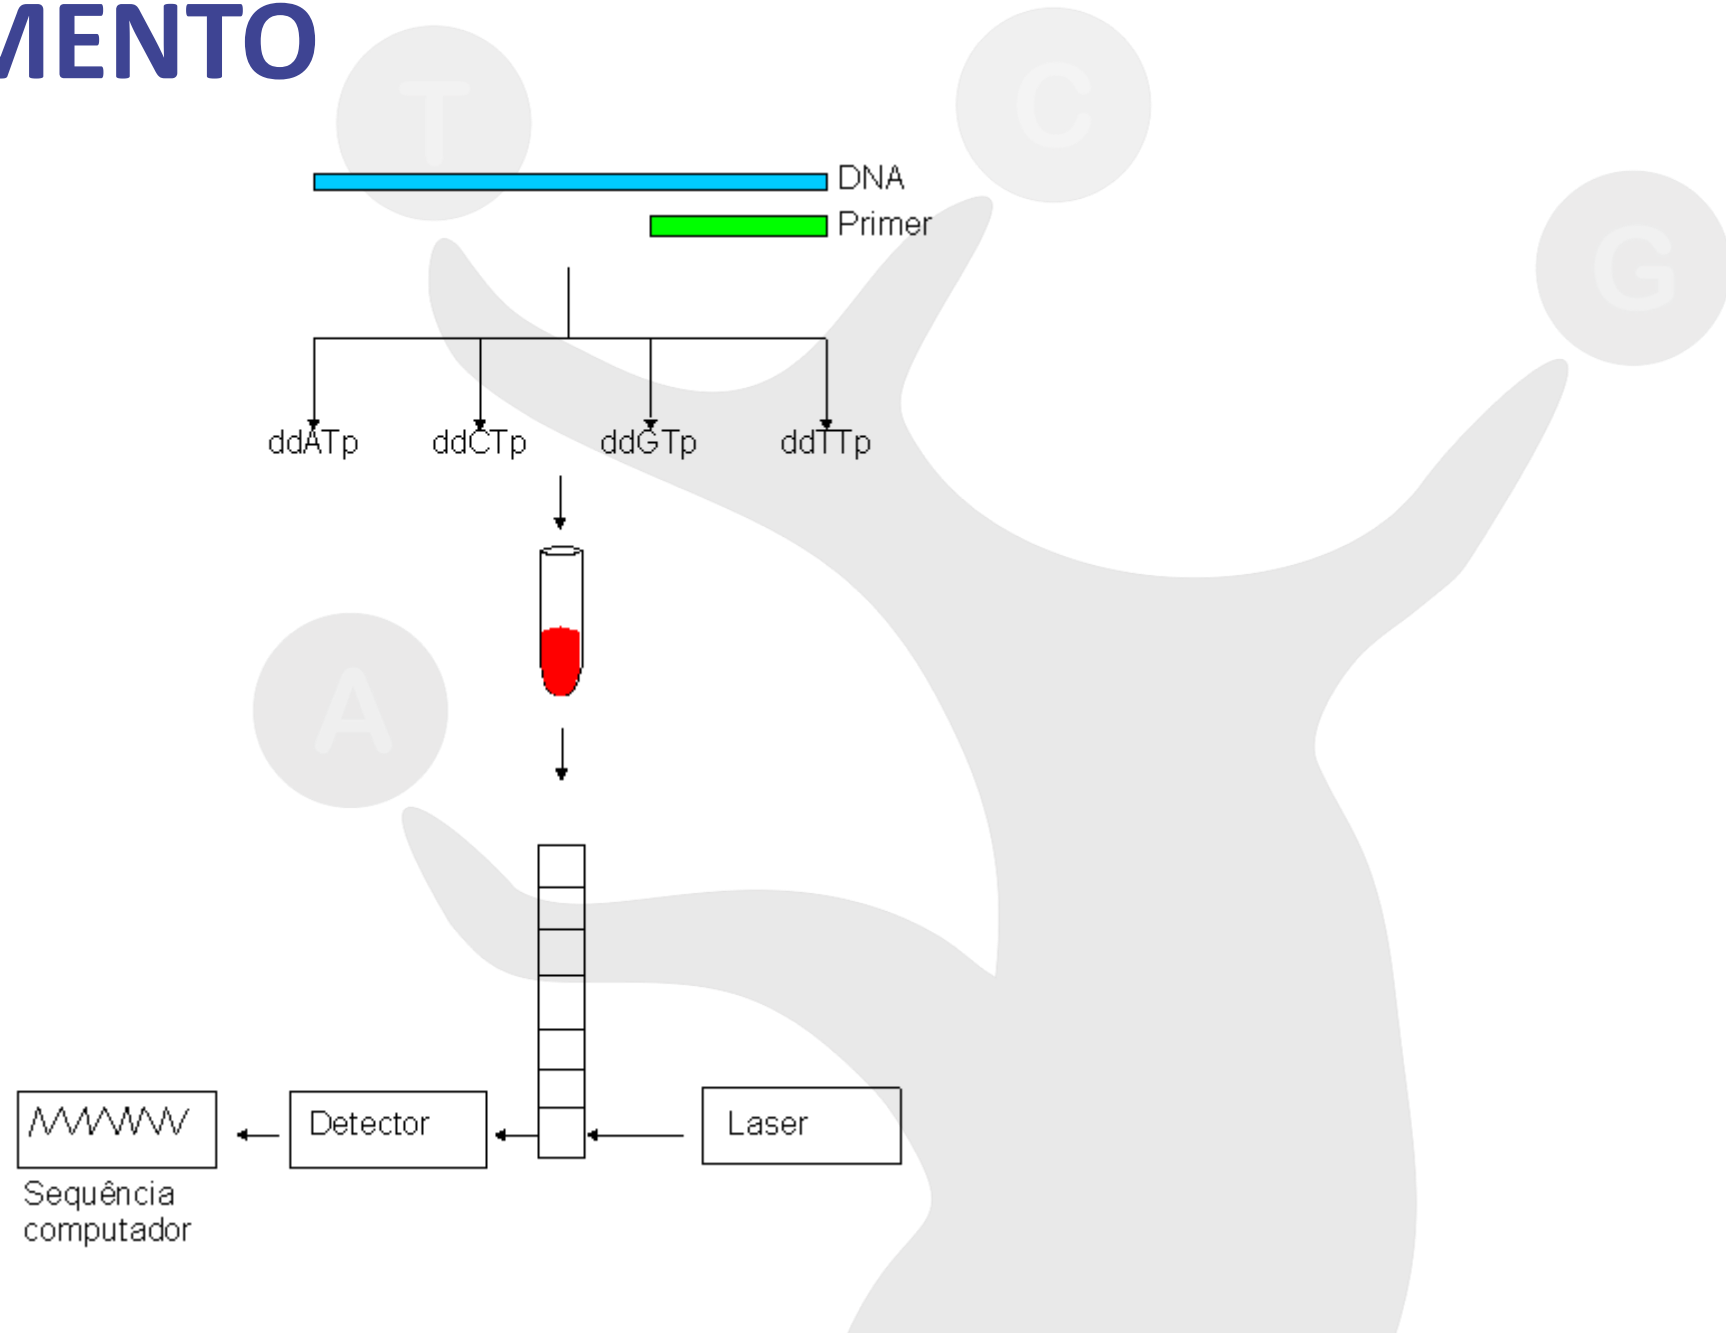 MENTO
T
C
G
DNA
Primer
ddATp
ddCTp
ddGTp
ddTTp
A
Detector
Laser
Sequência
computador